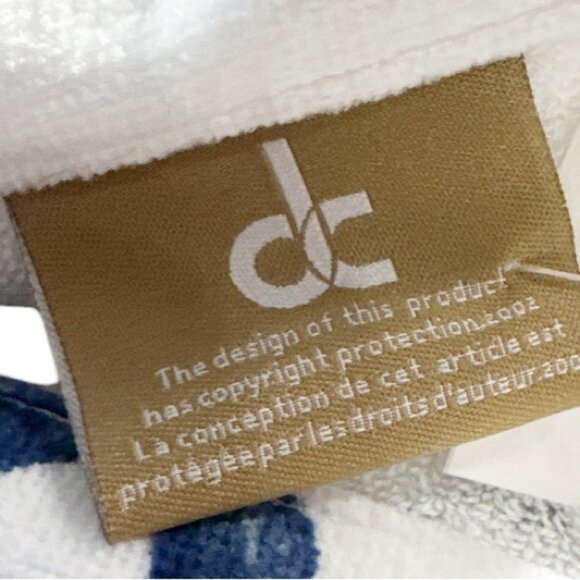 dc
The design of this product
has copyright protection.2002
La conception de cet article est
protégée par les droits d'auteur.200